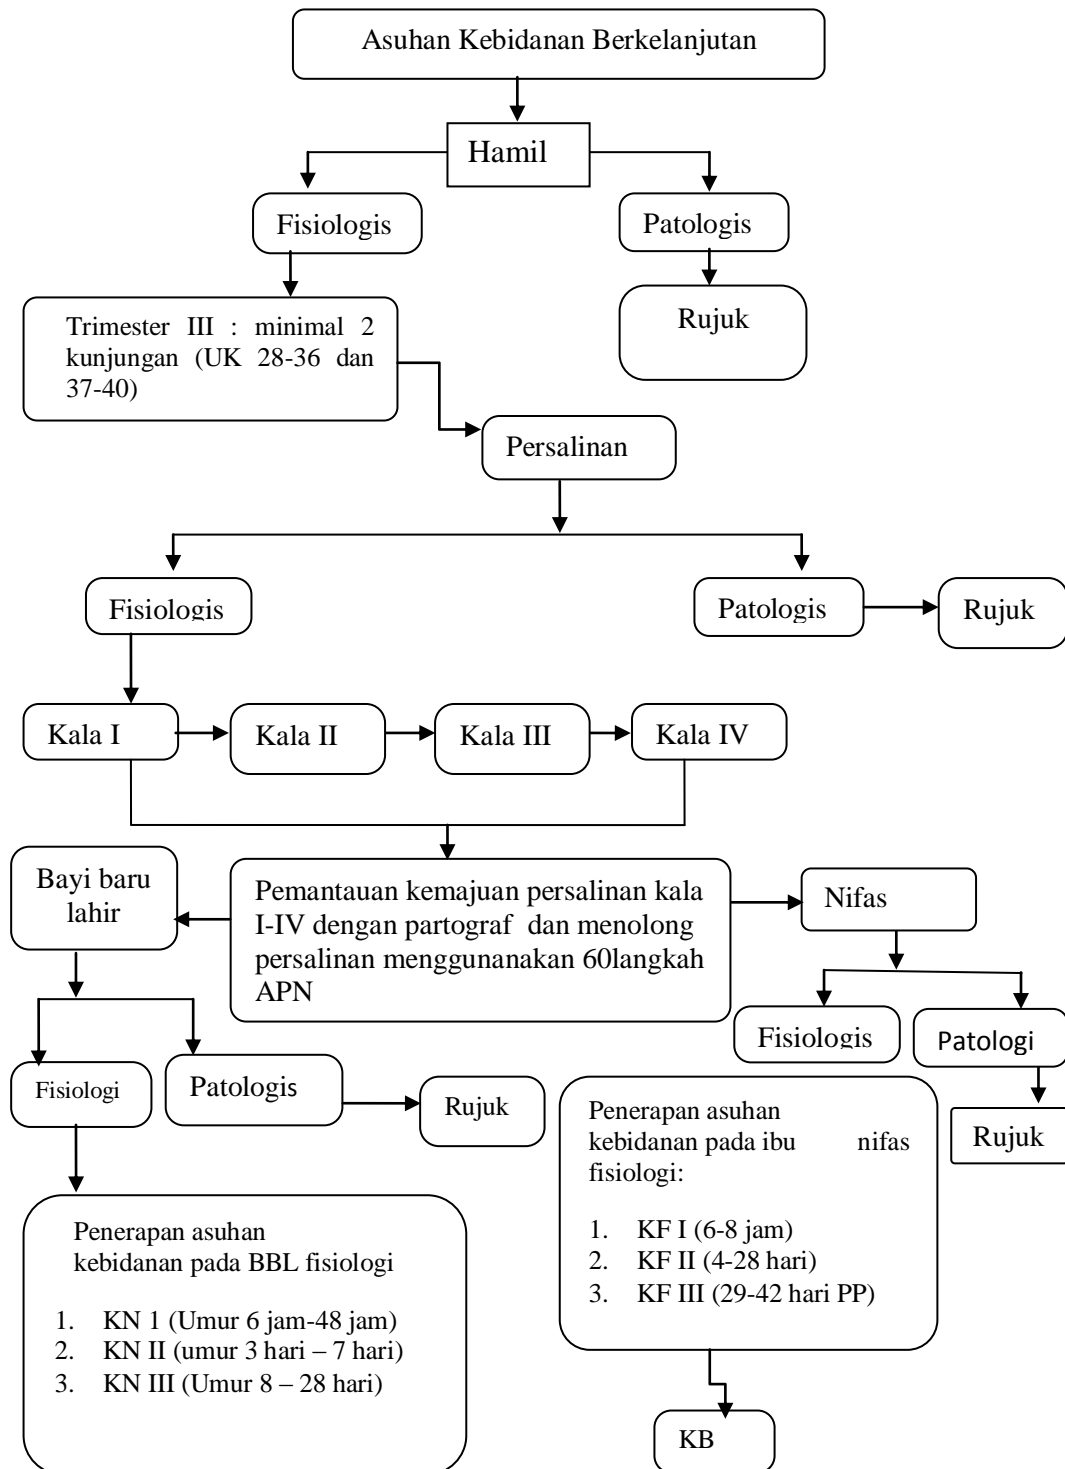 Asuhan Kebidanan Berkelanjutan
Hamil
Fisiologis
Patologis
Trimester III : minimal 2
kunjungan (UK 28-36 dan
37-40)
Rujuk
Persalinan
Fisiologis
Patologis
Rujuk
Kala I
Kala II
Kala III
Kala IV
Bayi baru
lahir
Pemantauan kemajuan persalinan kala
I-IV dengan partograf dan menolong
persalinan menggunanakan 60langkah
APN
Nifas
Fisiologis
Patologi
Fisiologi
Patologis
Rujuk
Rujuk
Penerapan asuhan
kebidanan pada ibu nifas
fisiologi:
1. KF I (6-8 jam)
2. KF II (4-28 hari)
3. KF III (29-42 hari PP)
Penerapan asuhan
kebidanan pada BBL fisiologi
1. KN 1 (Umur 6 jam-48 jam)
2. KN II (umur 3 hari – 7 hari)
3. KN III (Umur 8 – 28 hari)
KB